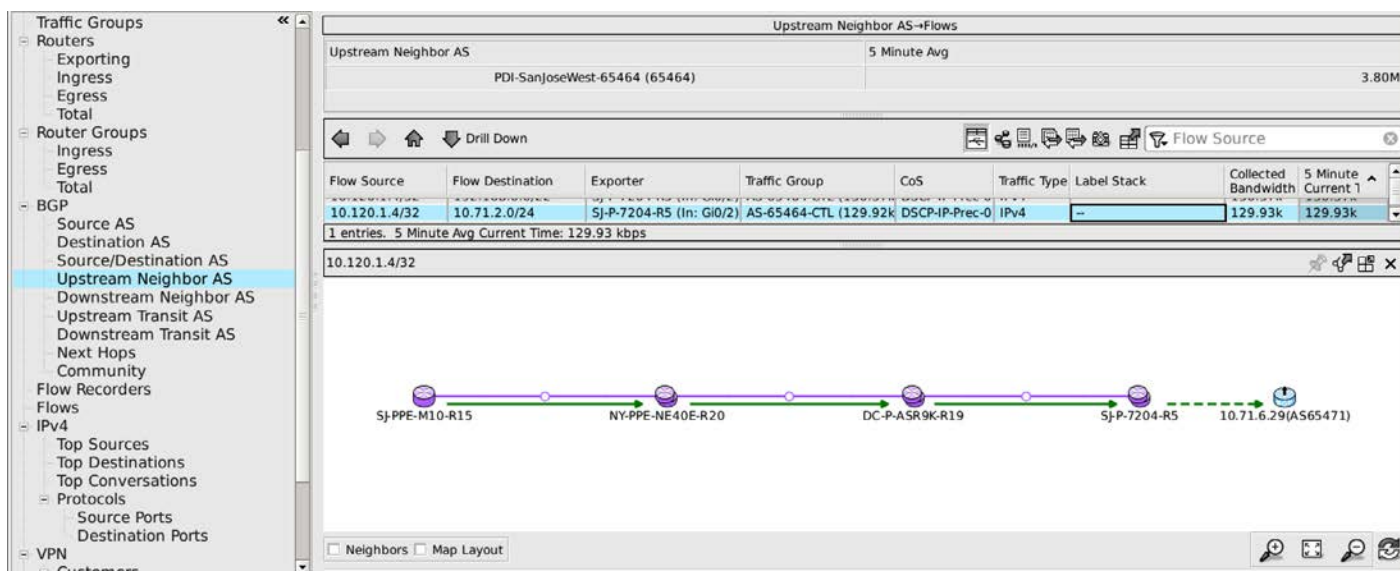 Traffic Groups
Routers
Exporting
Ingress
Egress
Total
Router Groups
Ingress
Egress
Total
BGP
Source AS
Destination AS
Source/Destination AS
Upstream Neighbor AS
Downstream Neighbor AS
Upstream Transit AS
Downstream Transit AS
Next Hops
Community
Flow Recorders
Flows
IPv4
Top Sources
Top Destinations
Top Conversations
Protocols
Source Ports
Destination Ports
VPN
Customers
Upstream Neighbor AS→Flows
Upstream Neighbor AS 5 Minute Avg
PDI-SanJoseWest-65464 (65464) 3.80M
Drill Down Flow Source
Flow Source Flow Destination Exporter Traffic Group CoS Traffic Type Label Stack Collected Bandwidth 5 Minute Current T
10.120.1.4/32 10.71.2.0/24 SJ-P-7204-R5 (In: Gi0/2) AS-65464-CTL (129.92k DSCP-IP-Prec-0 IPv4 -- 129.93k 129.93k
1 entries. 5 Minute Avg Current Time: 129.93 kbps
10.120.1.4/32
SJ-PPE-M10-R15 NY-PPE-NE40E-R20 DC-P-ASR9K-R19 SJ-P-7204-R5 10.71.6.29(AS65471)
Neighbors Map Layout